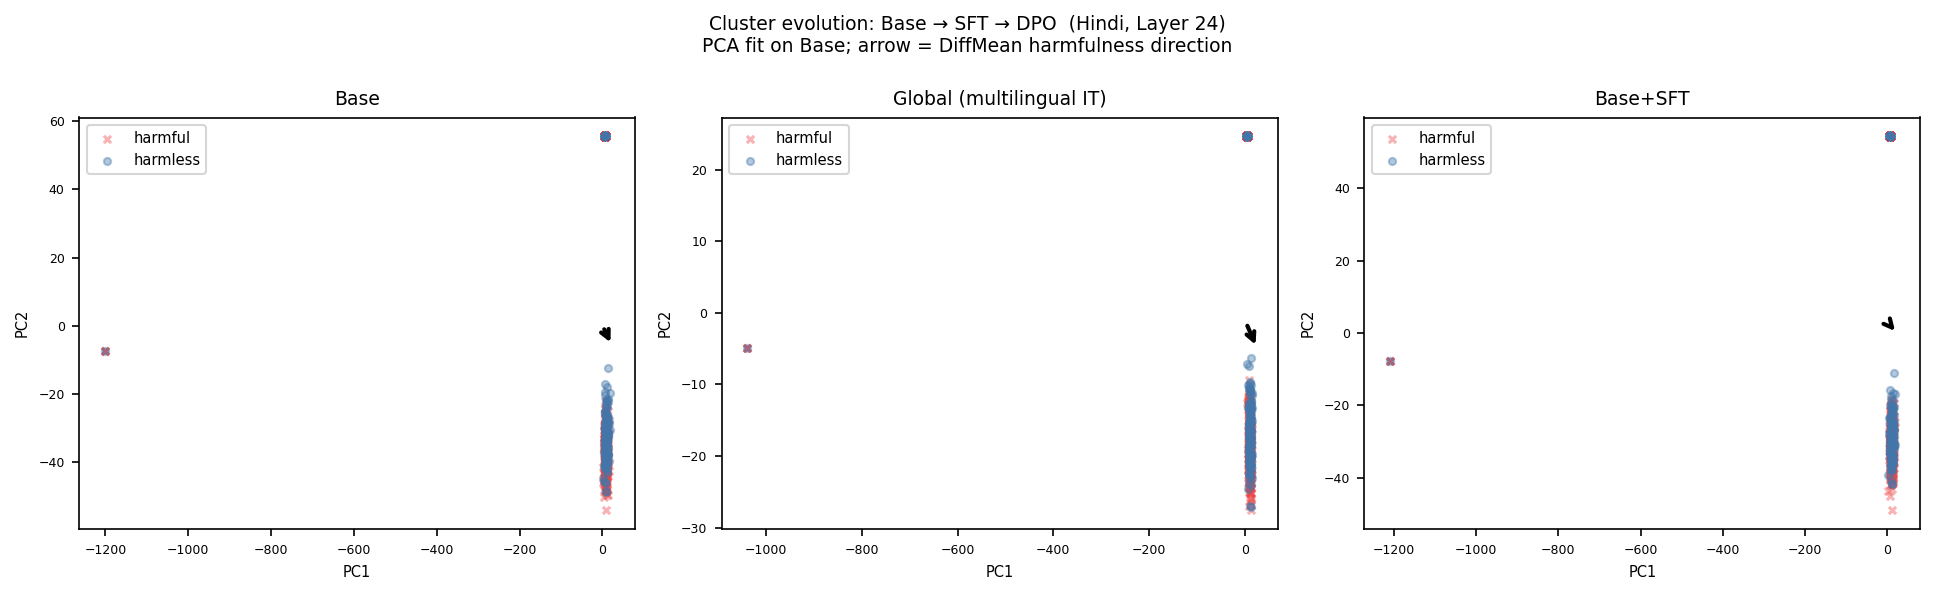 Cluster evolution: Base → SFT → DPO (Hindi, Layer 24)
PCA fit on Base; arrow = DiffMean harmfulness direction
Base
harmful
harmless
60
40
20
0
−20
−40
PC2
−1200
−1000
−800
−600
−400
−200
0
PC1
Global (multilingual IT)
harmful
harmless
20
10
0
−10
−20
−30
PC2
−1000
−800
−600
−400
−200
0
PC1
Base+SFT
harmful
harmless
40
20
0
−20
−40
PC2
−1200
−1000
−800
−600
−400
−200
0
PC1